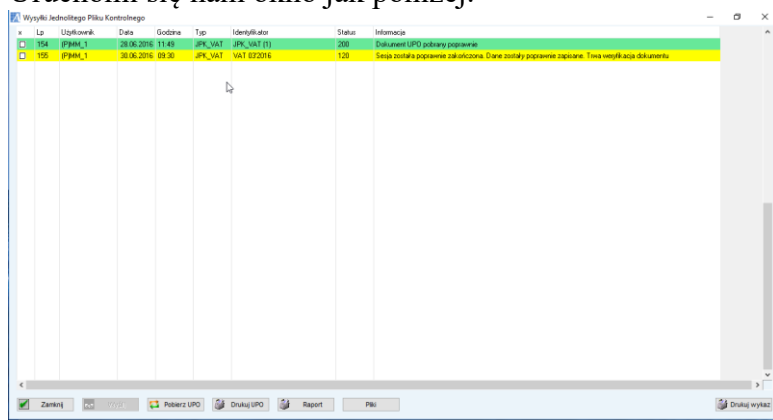 Uruchomi się nam okno jak poniżej:
Wysyłki Jednolitego Pliku Kontrolnego
x Lp Użytkownik Data Godzina Typ Identyfikator Status Informacja
154 (P)MM_1 28.06.2016 11:49 JPK_VAT JPK_VAT (1) 200 Dokument UPO pobrany poprawnie
155 (P)MM_1 30.06.2016 09:30 JPK_VAT VAT 032016 120 Sesja została poprawnie zakończona. Dane zostały poprawnie zapisane. Trwa weryfikacja dokumentu
Zamknij Wyślij Pobierz UPO Drukuj UPO Raport Pliki Drukuj wykaz